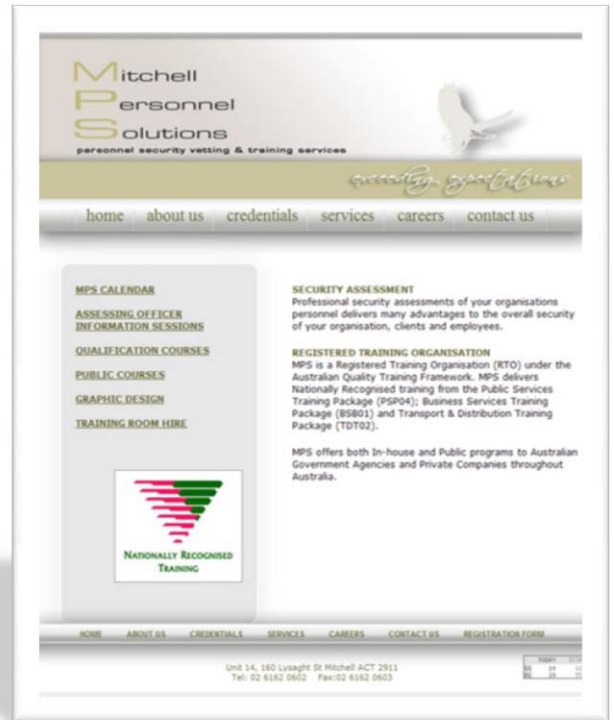 Mitchell
Personnel
Solutions
personnel security vetting & training services
exceeding expectations
home about us credentials services careers contact us
MPS CALENDAR
ASSESSING OFFICER
INFORMATION SESSIONS
QUALIFICATION COURSES
PUBLIC COURSES
GRAPHIC DESIGN
TRAINING ROOM HIRE
NATIONALLY RECOGNISED
TRAINING
SECURITY ASSESSMENT
Professional security assessments of your organisations
personnel delivers many advantages to the overall security
of your organisation, clients and employees.
REGISTERED TRAINING ORGANISATION
MPS is a Registered Training Organisation (RTO) under the
Australian Quality Training Framework. MPS delivers
Nationally Recognised training from the Public Services
Training Package (PSP04); Business Services Training
Package (BSB01) and Transport & Distribution Training
Package (TDT02).
MPS offers both In-house and Public programs to Australian
Government Agencies and Private Companies throughout
Australia.
HOME ABOUT US CREDENTIALS SERVICES CAREERS CONTACT US REGISTRATION FORM
Unit 14, 160 Lysaght St Mitchell ACT 2911
Tel: 02 6162 0602 Fax:02 6162 0603